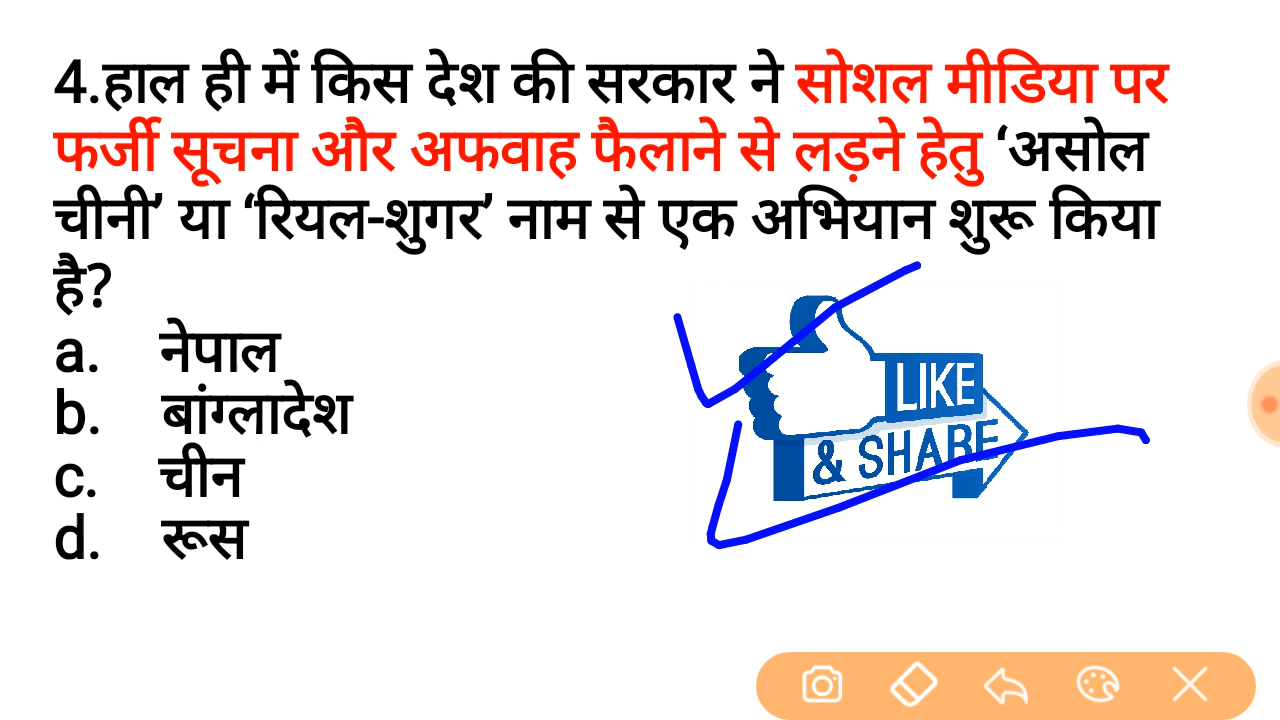 4.हाल ही में किस देश की सरकार ने सोशल मीडिया पर
फर्जी सूचना और अफवाह फैलाने से लड़ने हेतु ‘असोल
चीनी’ या ‘रियल-शुगर’ नाम से एक अभियान शुरू किया
है?
a. नेपाल
b. बांग्लादेश
c. चीन
d. रूस
LIKE
& SHARE